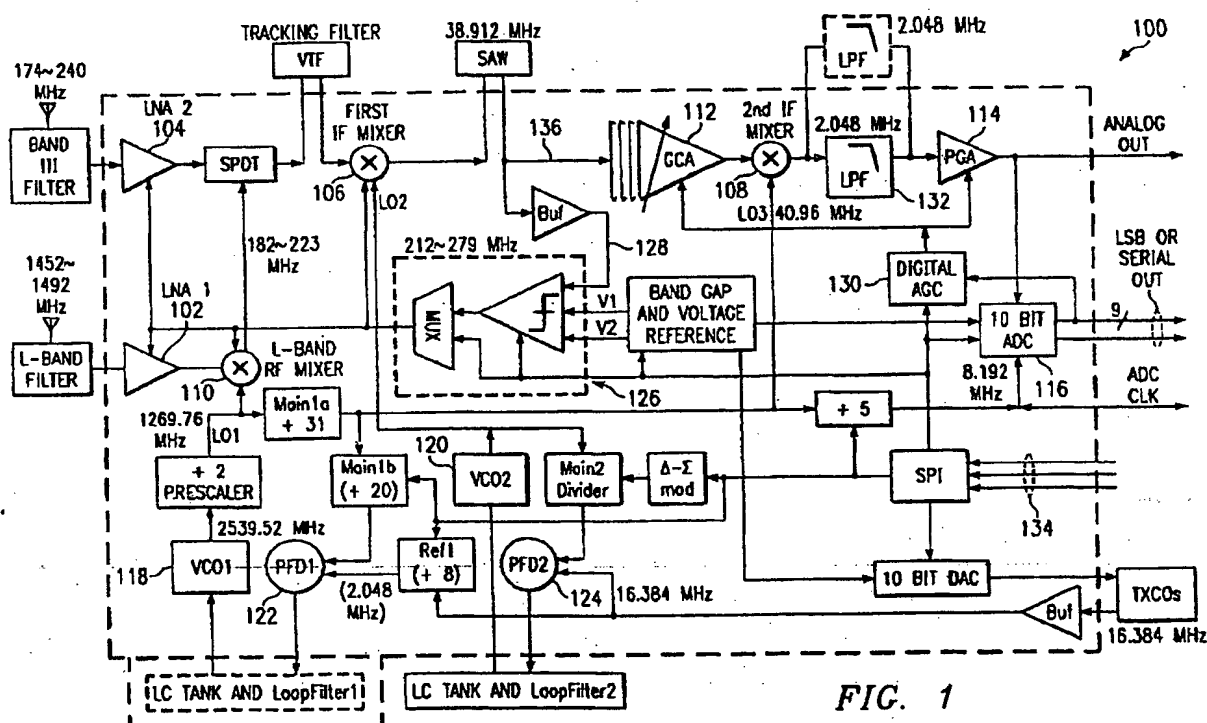 TRACKING FILTER
VTF
38.912 MHz
SAW
2.048 MHz
LPF
100
174~240
MHz
BAND
III
FILTER
LNA 2
104
SPDT
FIRST
IF MIXER
106
LO2
136
GCA
112
2nd IF
MIXER
108
2.048 MHz
LPF
132
114
PGA
ANALOG
OUT
LO3 40.96 MHz
Buf
128
182~223
MHz
1452~
1492
MHz
L-BAND
FILTER
LNA 1
102
110
L-BAND
RF MIXER
212~279 MHz
MUX
V1
V2
BAND GAP
AND VOLTAGE
REFERENCE
126
130
DIGITAL
AGC
10 BIT
ADC
116
9
LSB OR
SERIAL
OUT
8.192
MHz
ADC
CLK
1269.76
MHz
LO1
Main1a
+ 31
+ 5
+ 2
PRESCALER
Main1b
(+ 20)
120
VCO2
Main2
Divider
Δ-Σ
mod
SPI
134
2539.52 MHz
118
VCO1
PFD1
122
(2.048
MHz)
Ref1
(+ 8)
PFD2
124
16.384 MHz
10 BIT DAC
Buf
TXCOs
16.384 MHz
LC TANK AND LoopFilter1
LC TANK AND LoopFilter2
FIG. 1